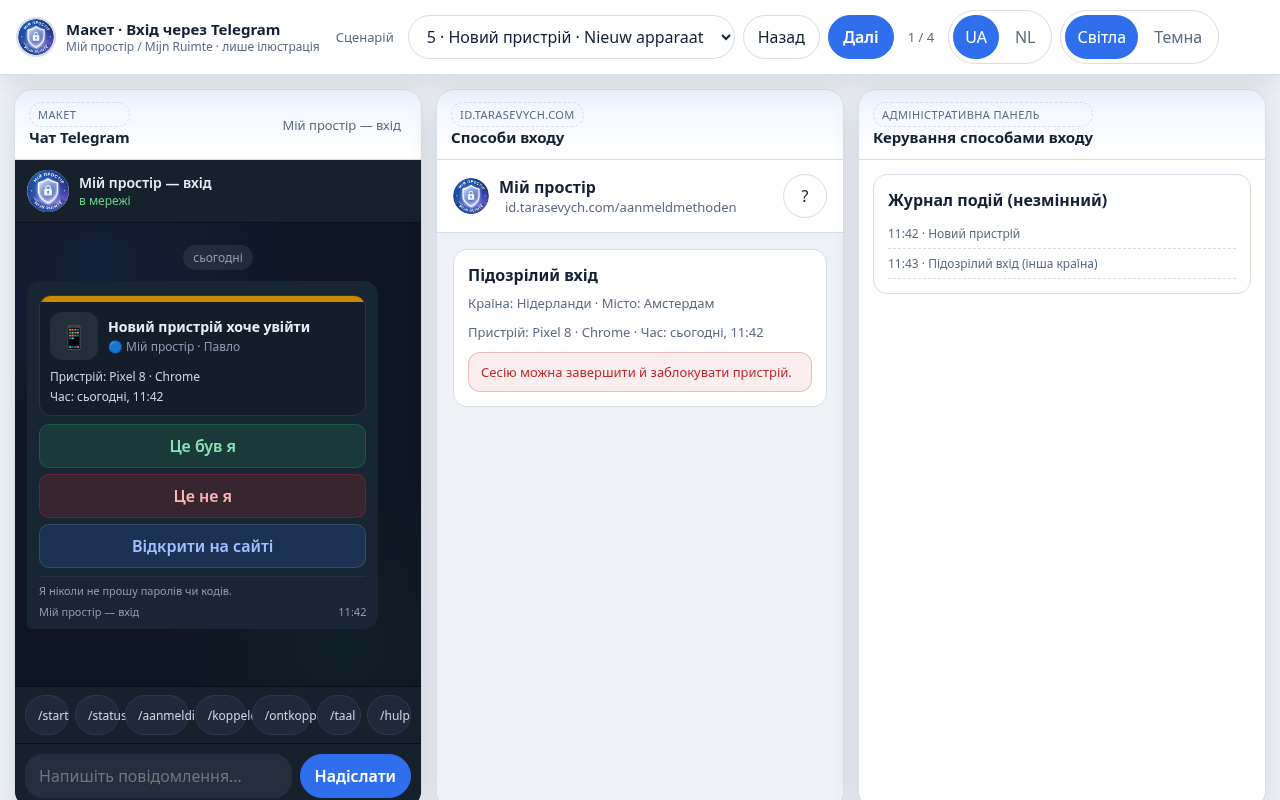 Макет · Вхід через Telegram
Мій простір / Mijn Ruimte · лише ілюстрація
Сценарій
5 · Новий пристрій · Nieuw apparaat
Назад
Далі
1 / 4
UA
NL
Світла
Темна
МАКЕТ
Чат Telegram
Мій простір — вхід
Мій простір — вхід
в мережі
сьогодні
Новий пристрій хоче увійти
Мій простір · Павло
Пристрій: Pixel 8 · Chrome
Час: сьогодні, 11:42
Це був я
Це не я
Відкрити на сайті
Я ніколи не прошу паролів чи кодів.
Мій простір — вхід
11:42
/start
/status
/aanmeldi
/koppel
/ontkopp
/taal
/hulp
Напишіть повідомлення…
Надіслати
ID.TARASEVYCH.COM
Способи входу
Мій простір
id.tarasevych.com/aanmeldmethoden
?
Підозрілий вхід
Країна: Нідерланди · Місто: Амстердам
Пристрій: Pixel 8 · Chrome · Час: сьогодні, 11:42
Сесію можна завершити й заблокувати пристрій.
АДМІНІСТРАТИВНА ПАНЕЛЬ
Керування способами входу
Журнал подій (незмінний)
11:42 · Новий пристрій
11:43 · Підозрілий вхід (інша країна)